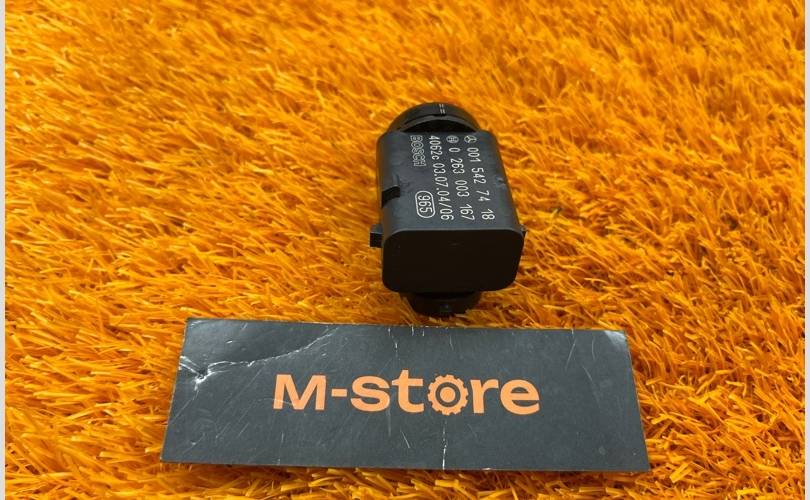 001 542 74 18
0 263 003 167
4062c 03.07.04/06
BOSCH 965
M-store